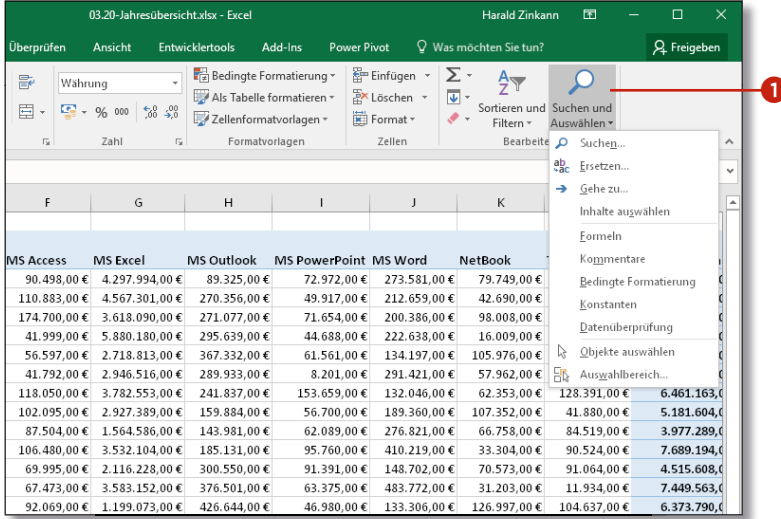 03.20-Jahresübersicht.xlsx - Excel Harald Zinkann
Überprüfen Ansicht Entwicklertools Add-Ins Power Pivot Was möchten Sie tun? Freigeben
Währung
% 000
Zahl
Bedingte Formatierung
Als Tabelle formatieren
Zellenformatvorlagen
Formatvorlagen
Einfügen
Löschen
Format
Zellen
Sortieren und
Filtern
Suchen und
Auswählen
1
Suchen...
Ersetzen...
Gehe zu...
Inhalte auswählen
Formeln
Kommentare
Bedingte Formatierung
Konstanten
Datenüberprüfung
Objekte auswählen
Auswahlbereich...
F G H I J K
MS Access MS Excel MS Outlook MS PowerPoint MS Word NetBook
90.498,00 € 4.297.994,00 € 89.325,00 € 72.972,00 € 273.581,00 € 79.749,00 €
110.883,00 € 4.567.301,00 € 270.356,00 € 49.917,00 € 212.659,00 € 42.690,00 €
174.700,00 € 3.618.090,00 € 271.077,00 € 71.654,00 € 200.386,00 € 98.008,00 €
41.999,00 € 5.880.180,00 € 295.639,00 € 44.688,00 € 222.638,00 € 16.009,00 €
56.597,00 € 2.718.813,00 € 367.332,00 € 61.561,00 € 134.197,00 € 105.976,00 €
41.792,00 € 2.946.516,00 € 289.933,00 € 8.201,00 € 291.421,00 € 57.962,00 €
118.050,00 € 3.782.553,00 € 241.837,00 € 153.659,00 € 132.046,00 € 62.353,00 € 128.391,00 € 6.461.163,
102.095,00 € 2.927.389,00 € 159.884,00 € 56.700,00 € 189.360,00 € 107.352,00 € 41.880,00 € 5.181.604,
87.504,00 € 1.564.586,00 € 143.981,00 € 62.089,00 € 276.821,00 € 66.758,00 € 84.519,00 € 3.977.289,
106.480,00 € 3.532.104,00 € 185.131,00 € 95.760,00 € 410.219,00 € 33.304,00 € 90.524,00 € 7.689.194,
69.995,00 € 2.116.228,00 € 300.550,00 € 91.391,00 € 148.702,00 € 70.573,00 € 91.064,00 € 4.515.608,
67.473,00 € 3.583.152,00 € 376.501,00 € 63.375,00 € 483.772,00 € 31.203,00 € 11.934,00 € 7.449.563,
92.069,00 € 1.199.073,00 € 426.644,00 € 46.980,00 € 133.306,00 € 126.997,00 € 104.637,00 € 6.373.790,